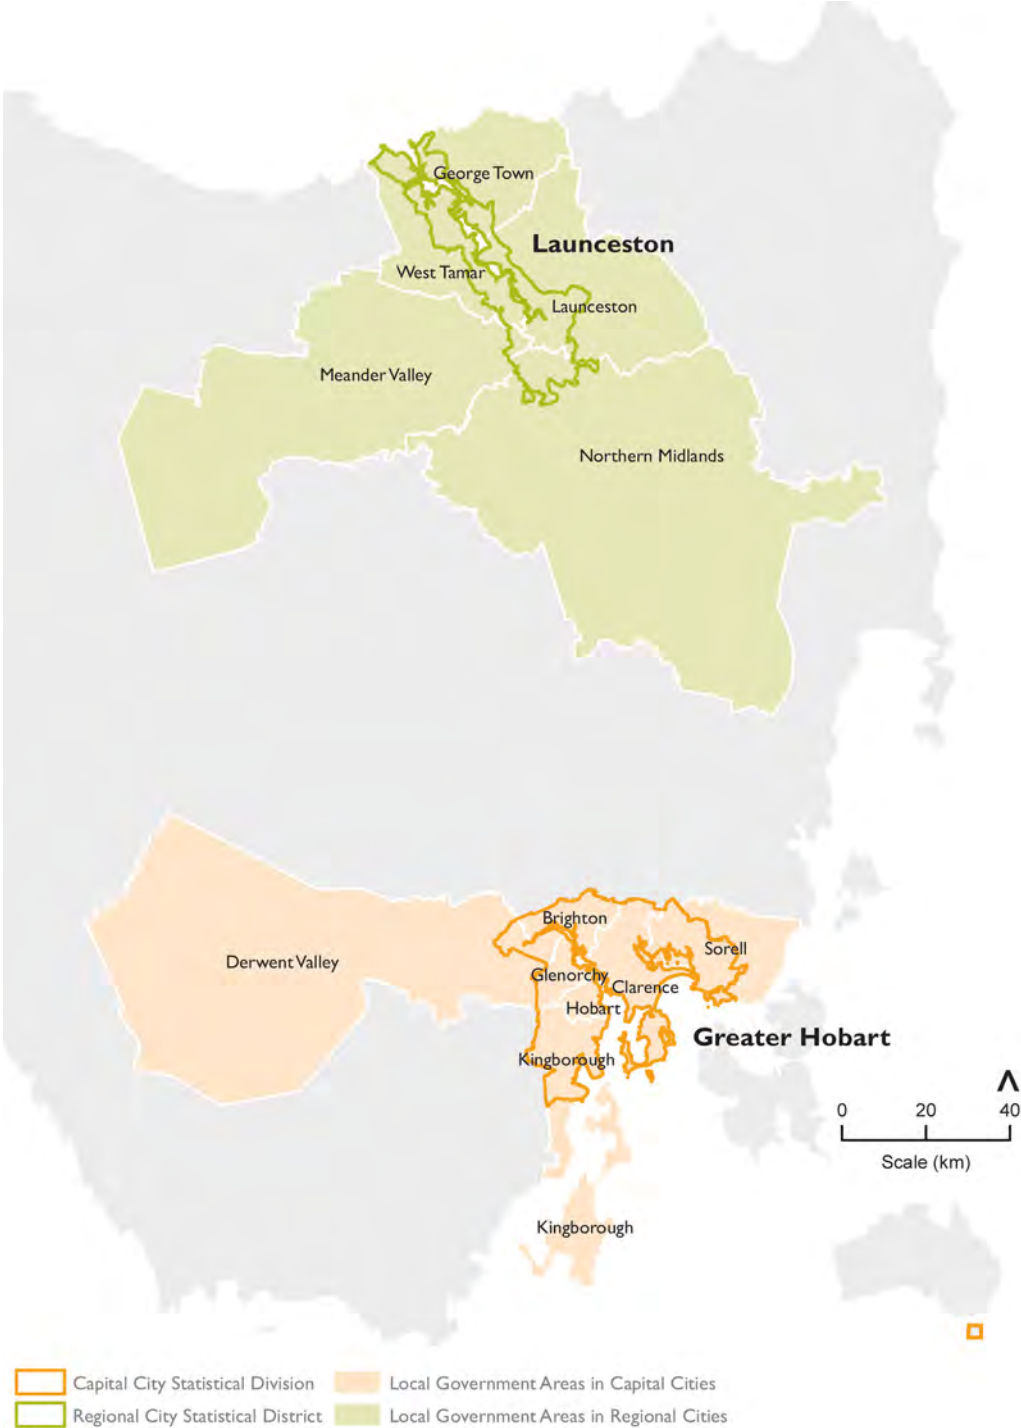 George Town
Launceston
West Tamar
Launceston
Meander Valley
Northern Midlands
Brighton
Sorell
Derwent Valley
Glenorchy
Clarence
Hobart
Greater Hobart
Kingborough
0 20 40
Scale (km)
Kingborough
Capital City Statistical Division Local Government Areas in Capital Cities
Regional City Statistical District Local Government Areas in Regional Cities